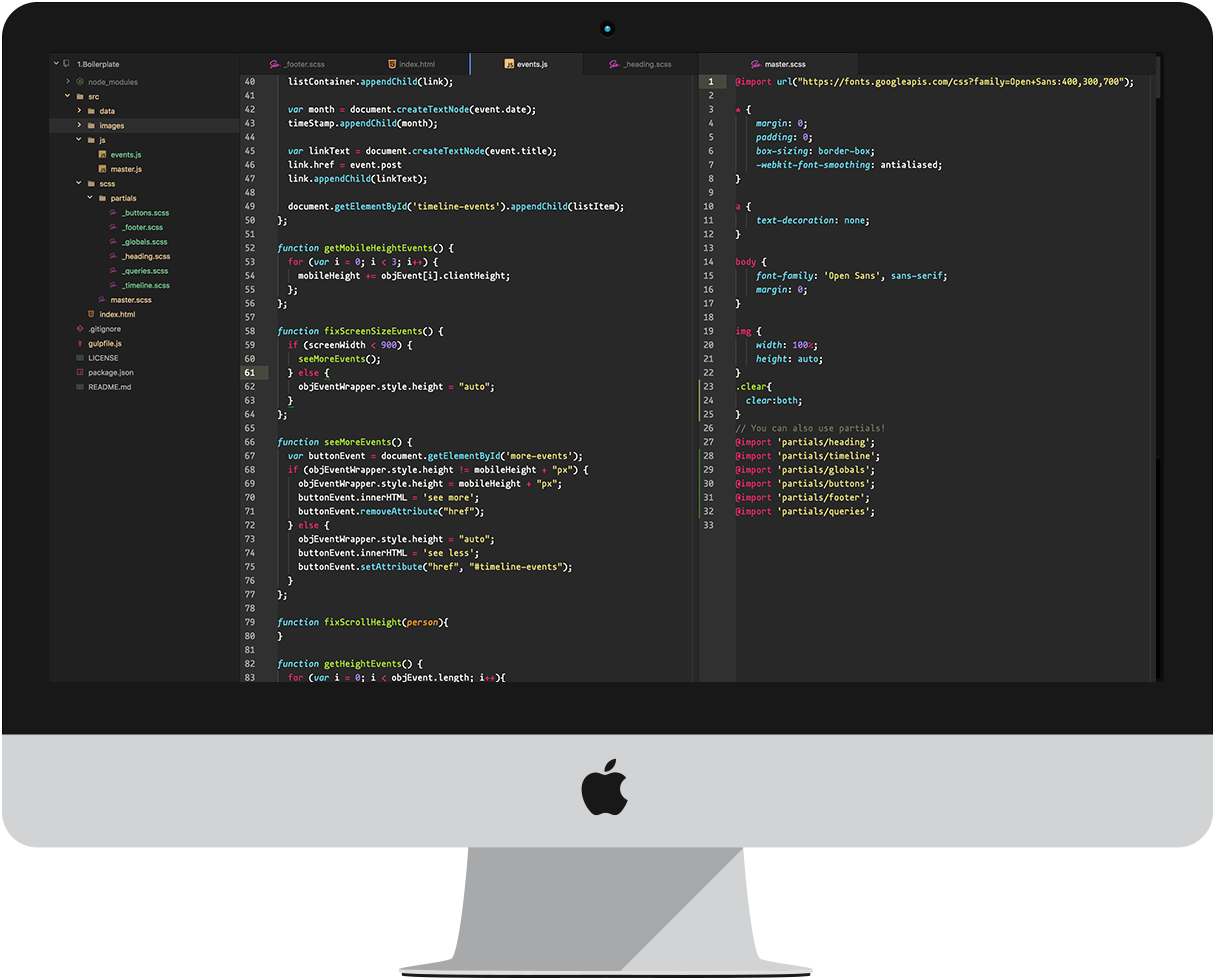 1.Boilerplate
node_modules
src
data
images
js
events.js
master.js
scss
partials
_buttons.scss
_footer.scss
_globals.scss
_heading.scss
_queries.scss
_timeline.scss
master.scss
index.html
.gitignore
gulpfile.js
LICENSE
package.json
README.md
_footer.scss index.html events.js _heading.scss master.scss
40 listContainer.appendChild(link);
41
42 var month = document.createTextNode(event.date);
43 timeStamp.appendChild(month);
44
45 var linkText = document.createTextNode(event.title);
46 link.href = event.post
47 link.appendChild(linkText);
48
49 document.getElementById('timeline-events').appendChild(listItem);
50 };
51
52 function getMobileHeightEvents() {
53 for (var i = 0; i < 3; i++) {
54 mobileHeight += objEvent[i].clientHeight;
55 };
56 };
57
58 function fixScreenSizeEvents() {
59 if (screenWidth < 900) {
60 seeMoreEvents();
61 } else {
62 objEventWrapper.style.height = "auto";
63 }
64 };
65
66 function seeMoreEvents() {
67 var buttonEvent = document.getElementById('more-events');
68 if (objEventWrapper.style.height != mobileHeight + "px") {
69 objEventWrapper.style.height = mobileHeight + "px";
70 buttonEvent.innerHTML = 'see more';
71 buttonEvent.removeAttribute("href");
72 } else {
73 objEventWrapper.style.height = "auto";
74 buttonEvent.innerHTML = 'see less';
75 buttonEvent.setAttribute("href", "#timeline-events");
76 }
77 };
78
79 function fixScrollHeight(person){
80 }
81
82 function getHeightEvents() {
83 for (var i = 0; i < objEvent.length; i++){
1 @import url("https://fonts.googleapis.com/css?family=Open+Sans:400,300,700");
2
3 * {
4 margin: 0;
5 padding: 0;
6 box-sizing: border-box;
7 -webkit-font-smoothing: antialiased;
8 }
9
10 a {
11 text-decoration: none;
12 }
13
14 body {
15 font-family: 'Open Sans', sans-serif;
16 margin: 0;
17 }
18
19 img {
20 width: 100%;
21 height: auto;
22 }
23 .clear{
24 clear:both;
25 }
26 // You can also use partials!
27 @import 'partials/heading';
28 @import 'partials/timeline';
29 @import 'partials/globals';
30 @import 'partials/buttons';
31 @import 'partials/footer';
32 @import 'partials/queries';
33